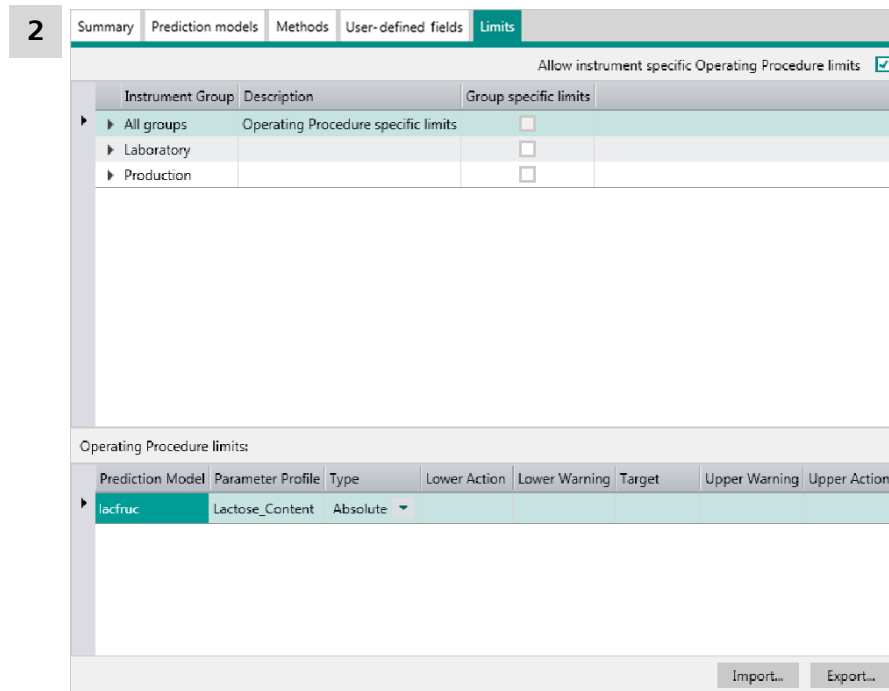 2
Summary Prediction models Methods User-defined fields Limits
Allow instrument specific Operating Procedure limits
Instrument Group Description Group specific limits
All groups Operating Procedure specific limits
Laboratory
Production
Operating Procedure limits:
Prediction Model Parameter Profile Type Lower Action Lower Warning Target Upper Warning Upper Action
lacfruc Lactose_Content Absolute
Import... Export...